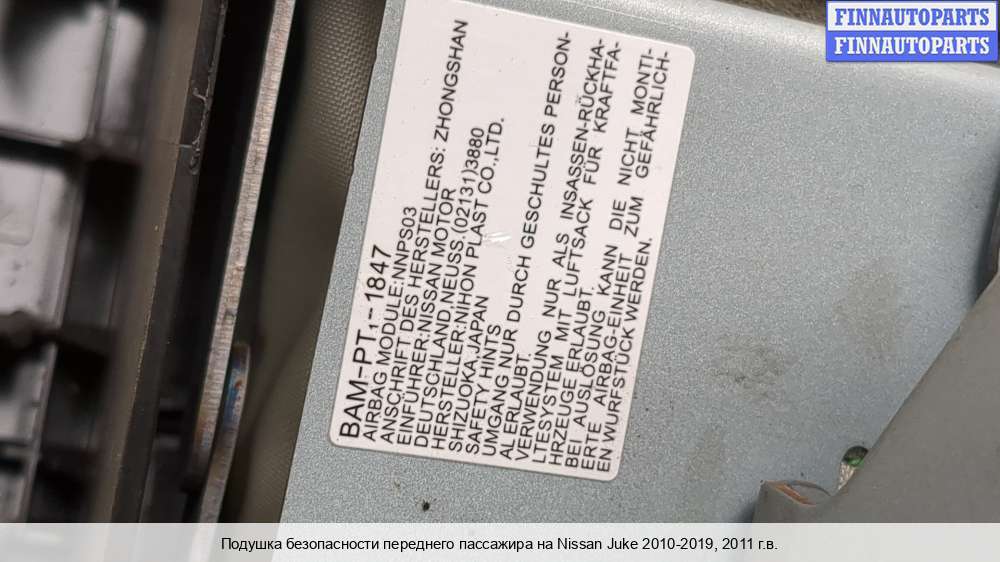 FINNAUTOPARTS
FINNAUTOPARTS
BAM-PT₁-1847
AIRBAG MODULE:NNPS03
ANSCHRIFT DES HERSTELLERS: ZHONGSHAN
EINFÜHRER:NISSAN MOTOR
DEUTSCHLAND,NEUSS.(02131)3880
HERSTELLER:NIHON PLAST CO.,LTD.
SHIZUOKA,JAPAN
SAFETY HINTS
UMGANG NUR DURCH GESCHULTES PERSON-
AL ERLAUBT.
VERWENDUNG NUR ALS INSASSEN-RÜCKHA-
LTESYSTEM MIT LUFTSACK FÜR KRAFTFA-
HRZEUGE ERLAUBT.
BEI AUSLÖSUNG KANN DIE NICHT MONTI-
ERTE AIRBAG-EINHEIT ZUM GEFÄHRLICH-
EN WURFSTÜCK WERDEN.
Подушка безопасности переднего пассажира на Nissan Juke 2010-2019, 2011 г.в.